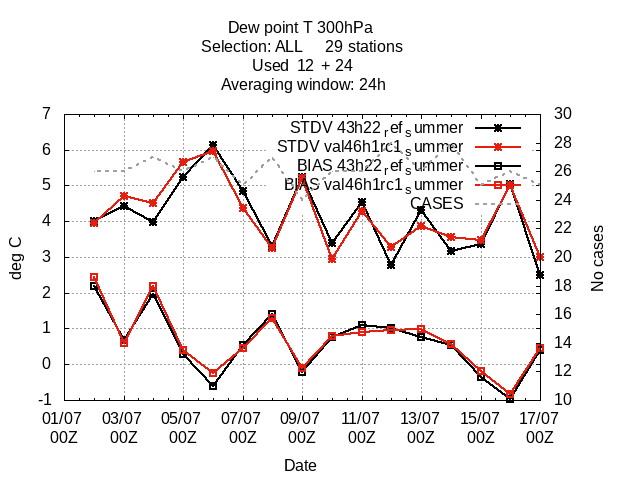 Dew point T 300hPa
Selection: ALL 29 stations
Used 12 + 24
Averaging window: 24h
STDV 43h22_ref_summer
STDV val46h1rc1_summer
BIAS 43h22_ref_summer
BIAS val46h1rc1_summer
CASES
7
6
5
4
3
2
1
0
-1
deg C
30
28
26
24
22
20
18
16
14
12
10
No cases
01/07 03/07 05/07 07/07 09/07 11/07 13/07 15/07 17/07
00Z 00Z 00Z 00Z 00Z 00Z 00Z 00Z 00Z
Date